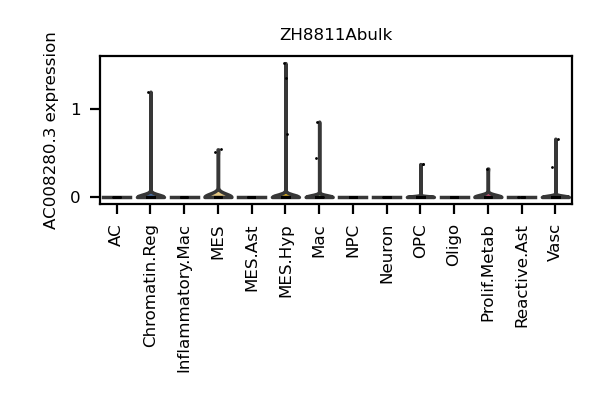 ZH8811Abulk
AC008280.3 expression
1
0
AC
Chromatin.Reg
Inflammatory.Mac
MES
MES.Ast
MES.Hyp
Mac
NPC
Neuron
OPC
Oligo
Prolif.Metab
Reactive.Ast
Vasc